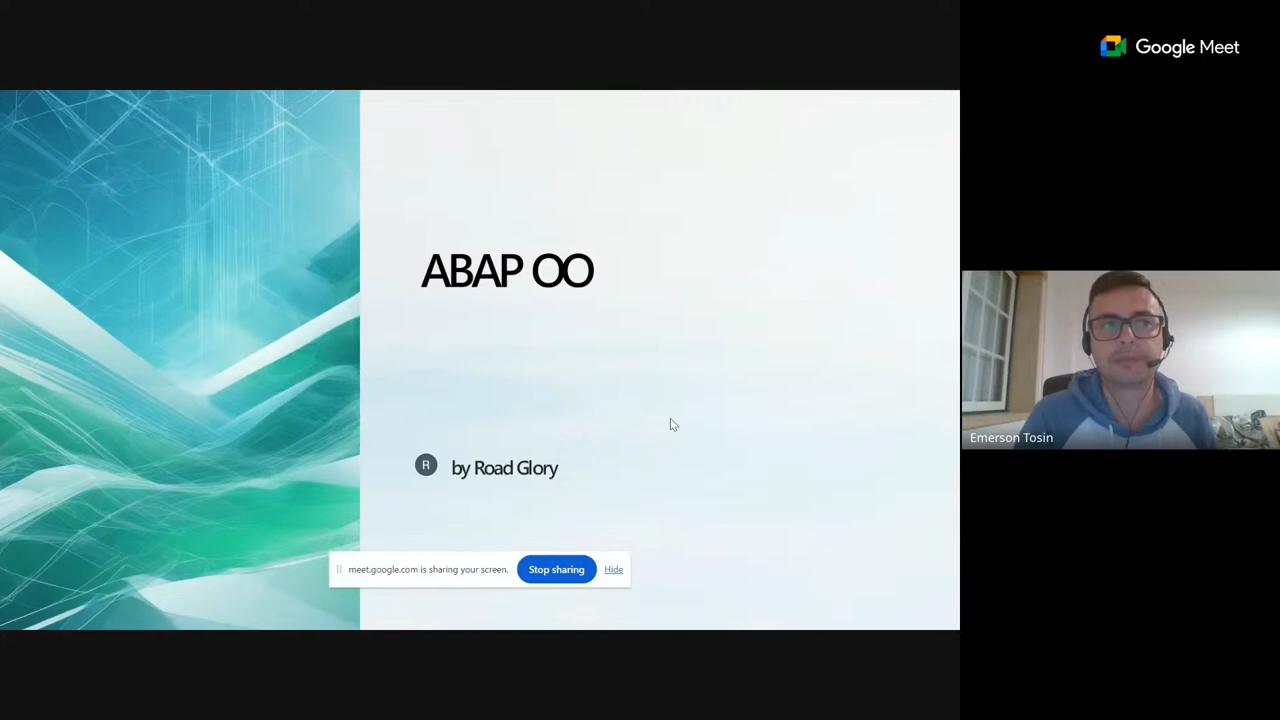 Google Meet
ABAP OO
R by Road Glory
Emerson Tosin
meet.google.com is sharing your screen. Stop sharing Hide